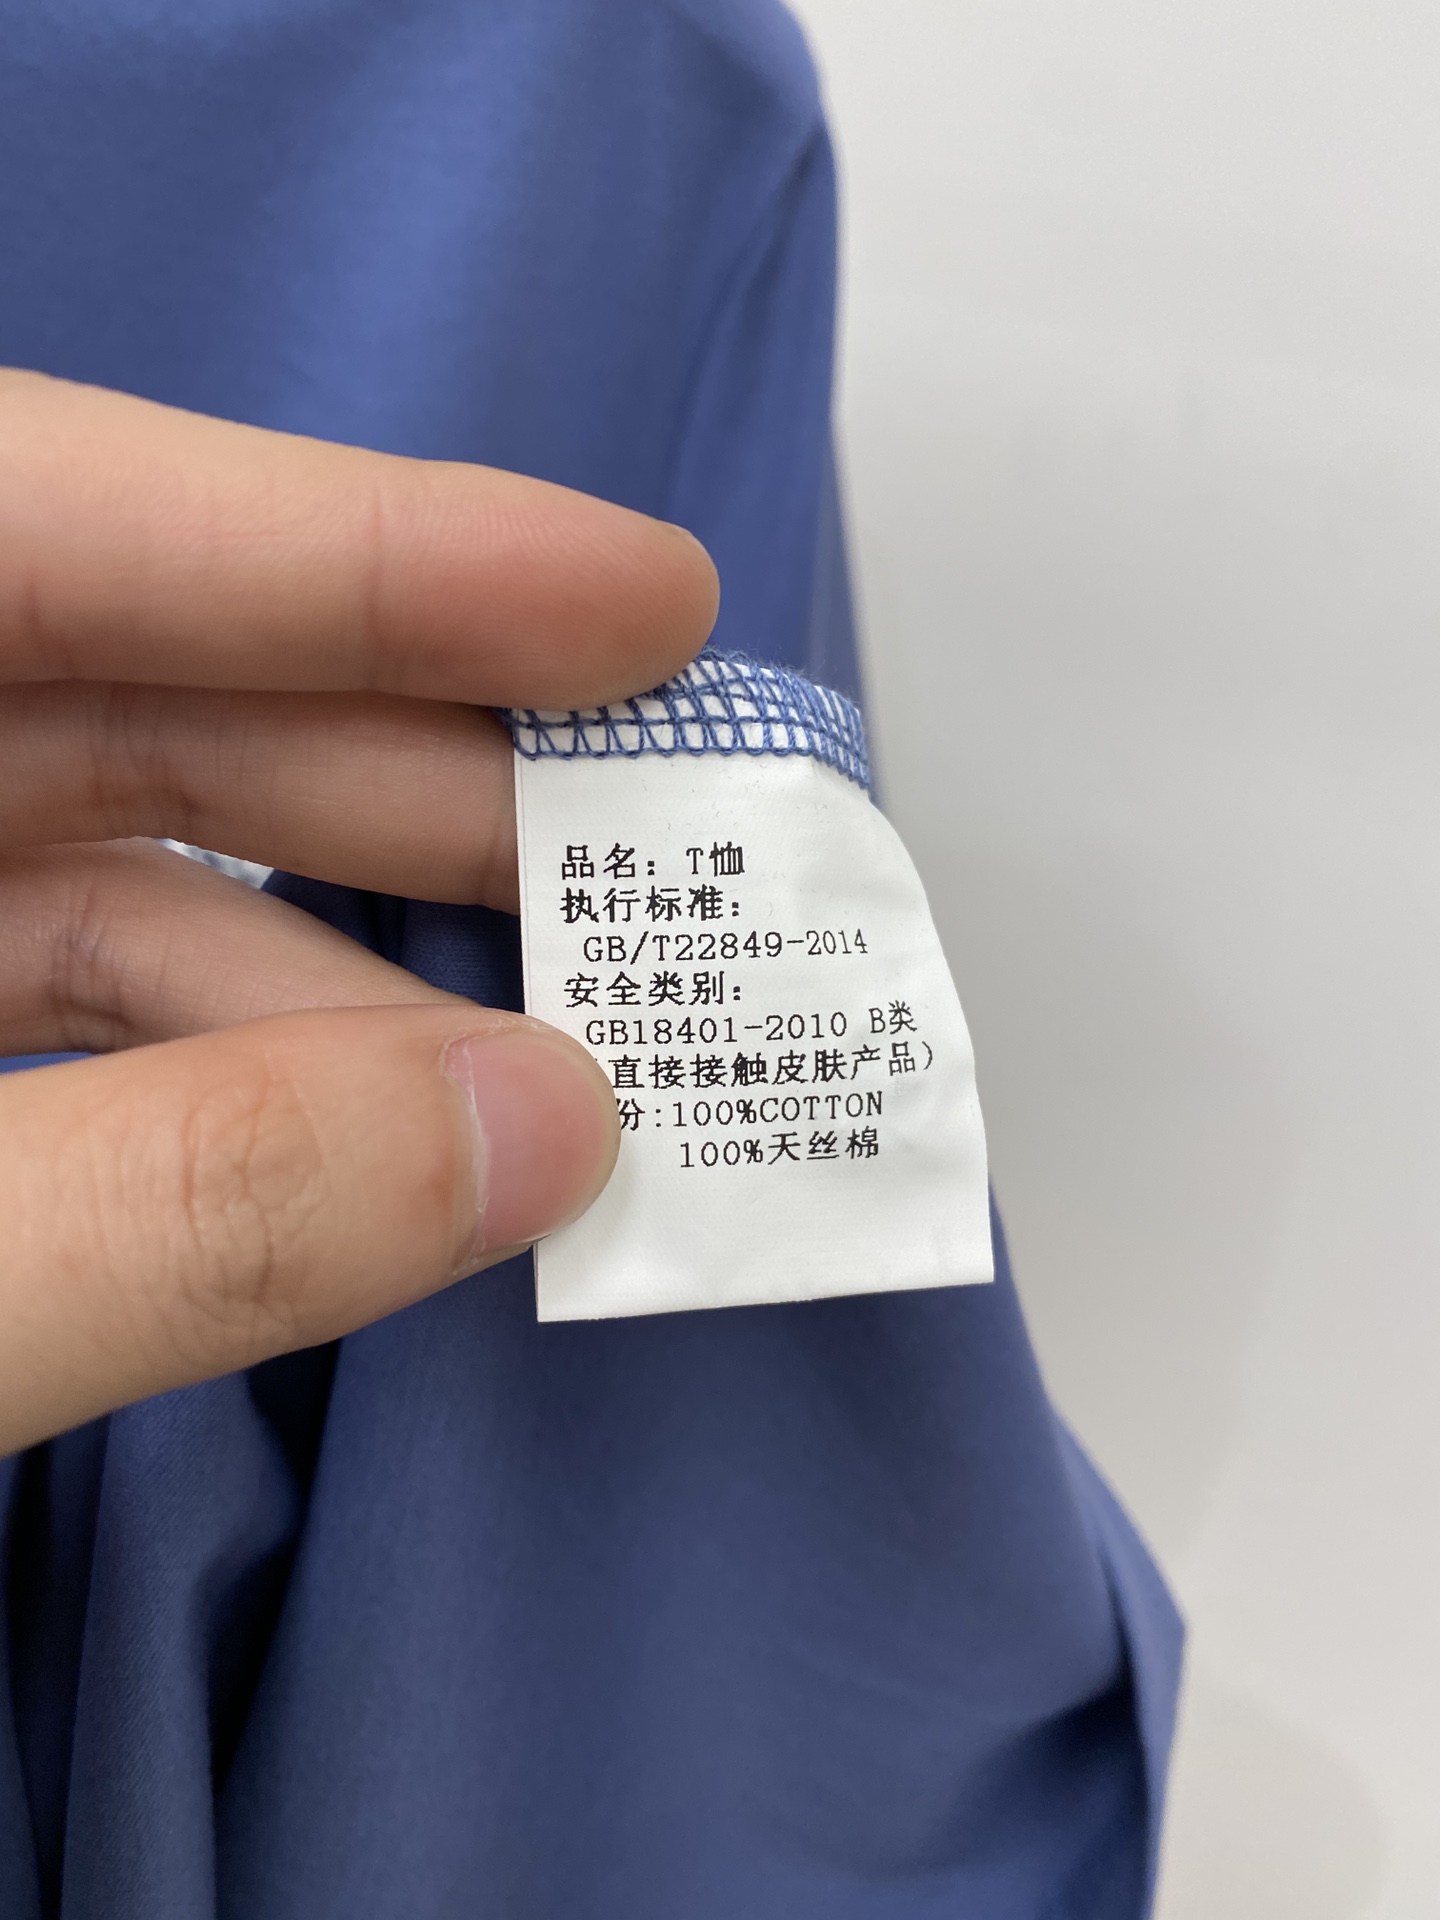 品名：T恤
执行标准：
GB/T22849-2014
安全类别：
GB18401-2010 B类
直接接触皮肤产品）
份:100%COTTON
100%天丝棉